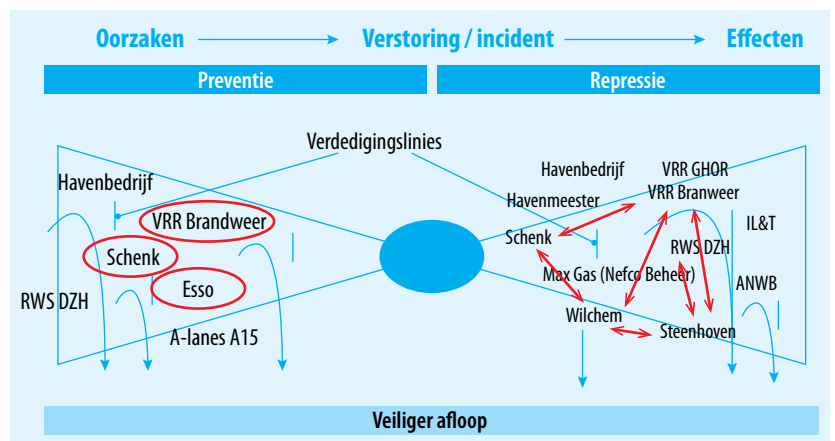 Oorzaken Verstoring / incident Effecten
Preventie Repressie
Verdedigingslinies
Havenbedrijf
VRR Brandweer
Schenk
Esso
RWS DZH
A-lanes A15
Havenbedrijf
VRR GHOR
VRR Branweer
Havenmeester
IL&T
Schenk
RWS DZH
Max Gas (Nefco Beheer)
ANWB
Wilchem
Steenhoven
Veiliger afloop